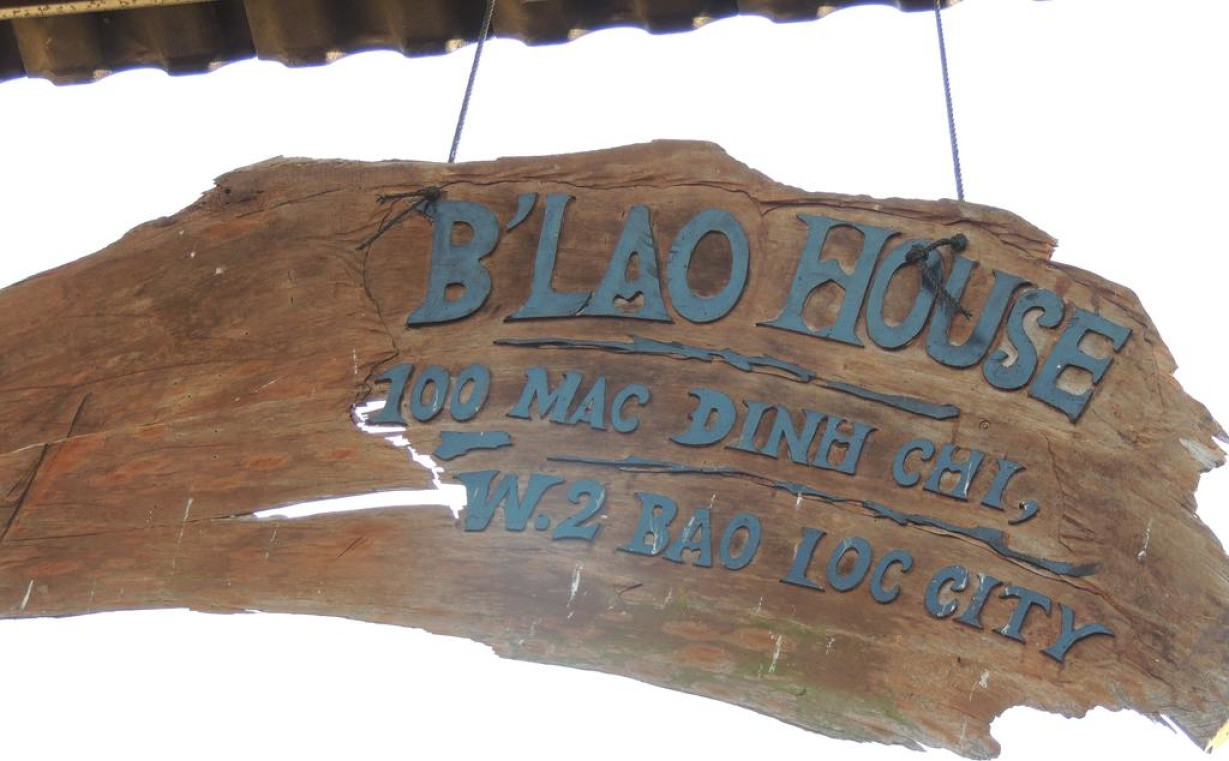 B'LAO HOUSE
100 MAC DINH CHI,
W.2 BAO LOC CITY